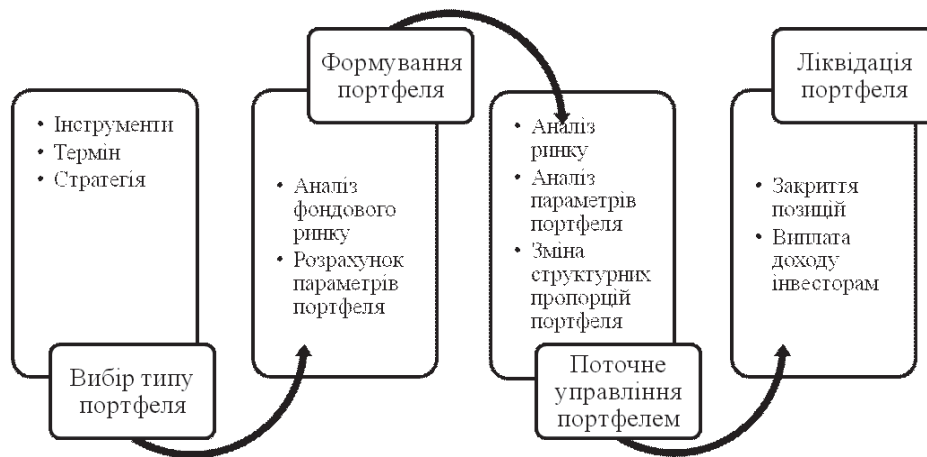 • Інструменти
• Термін
• Стратегія
Вибір типу
портфеля
Формування
портфеля
• Аналіз
фондового
ринку
• Розрахунок
параметрів
портфеля
• Аналіз
ринку
• Аналіз
параметрів
портфеля
• Зміна
структурних
пропорцій
портфеля
Поточне
управління
портфелем
Ліквідація
портфеля
• Закриття
позицій
• Виплата
доходу
інвесторам